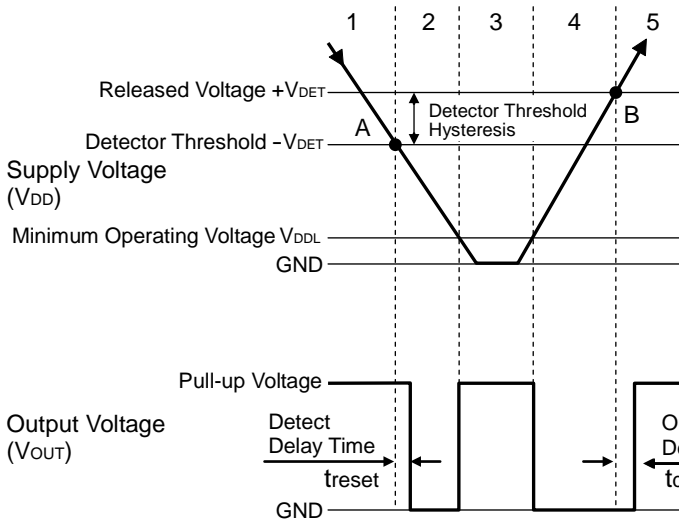 1 2 3 4 5
Released Voltage +VDET
Detector Threshold
Hysteresis
A
B
Detector Threshold −VDET
Supply Voltage
(VDD)
Minimum Operating Voltage VDDL
GND
Pull-up Voltage
Output Voltage
(VOUT)
Detect
Delay Time
treset
GND